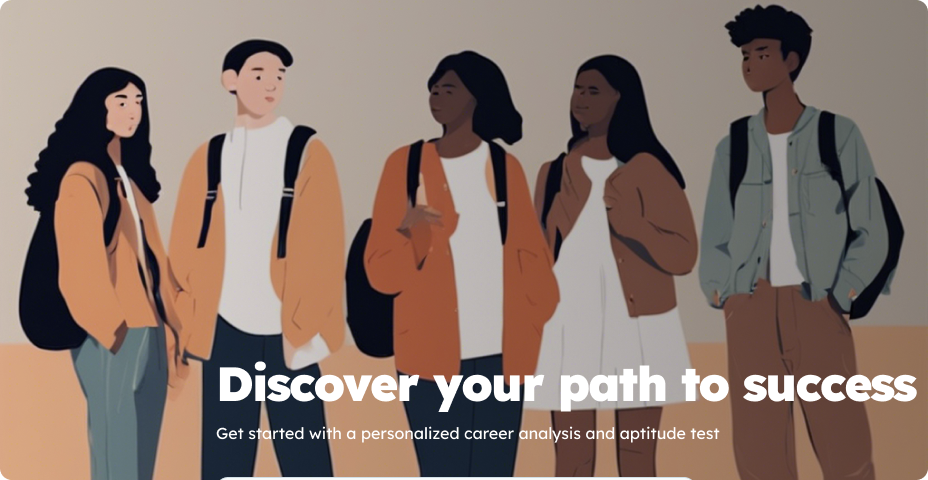 Discover your path to success
Get started with a personalized career analysis and aptitude test